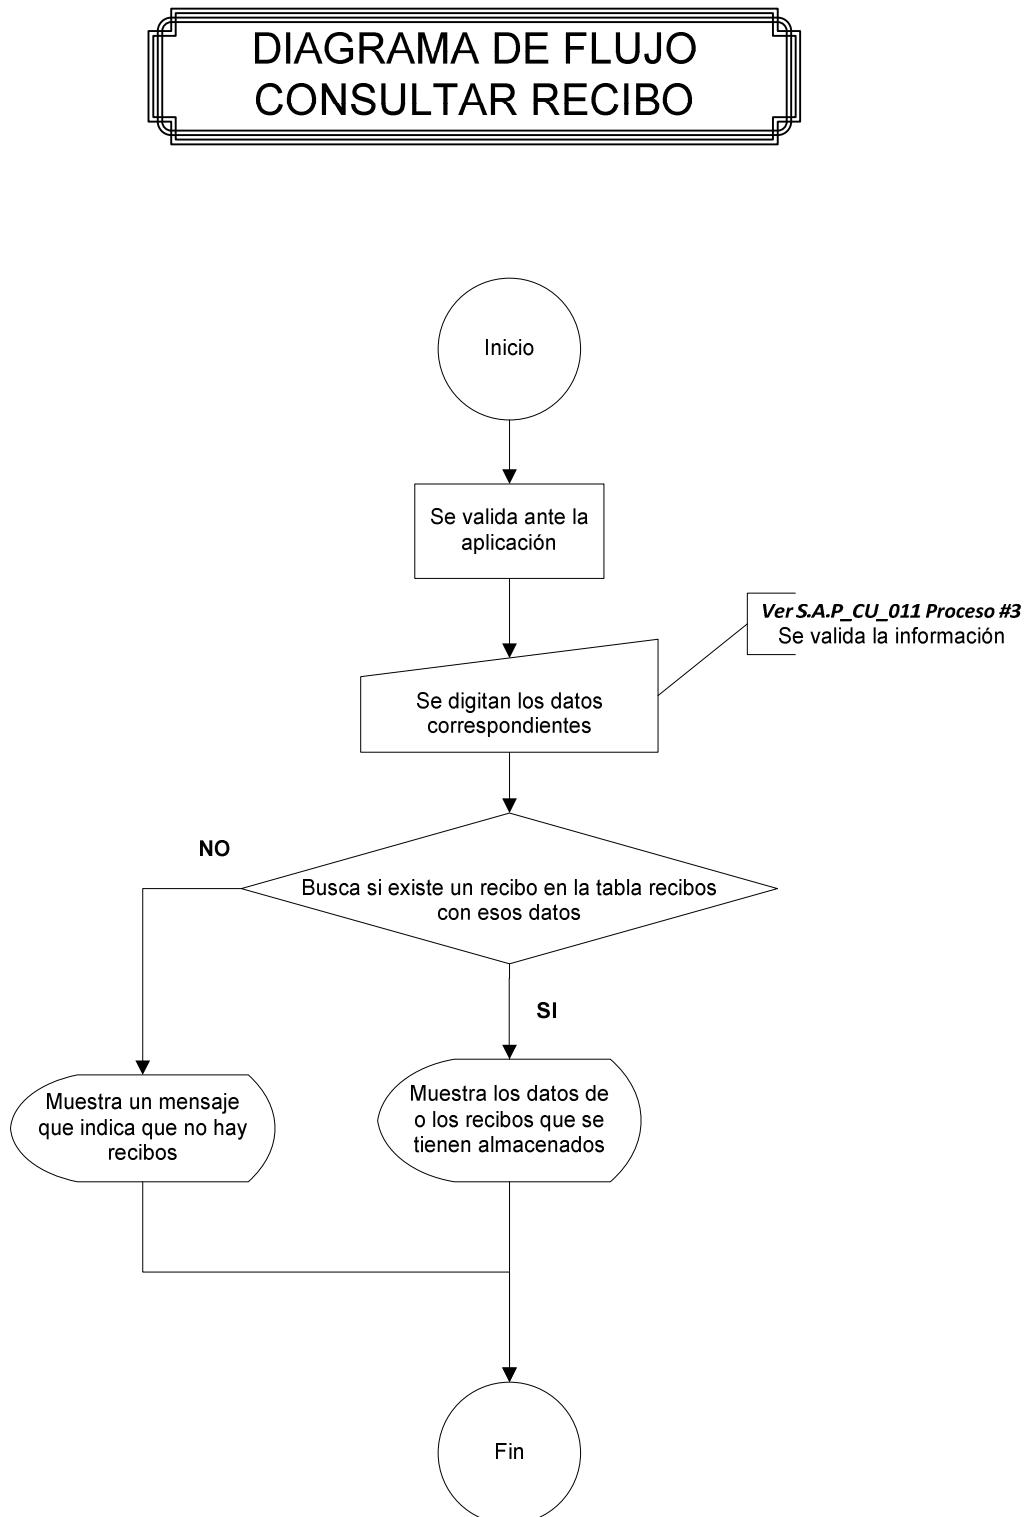 DIAGRAMA DE FLUJO
CONSULTAR RECIBO
Inicio
Se valida ante la
aplicación
Ver S.A.P_CU_011 Proceso #3
Se valida la información
Se digitan los datos
correspondientes
NO
Busca si existe un recibo en la tabla recibos
con esos datos
SI
Muestra un mensaje
que indica que no hay
recibos
Muestra los datos de
o los recibos que se
tienen almacenados
Fin